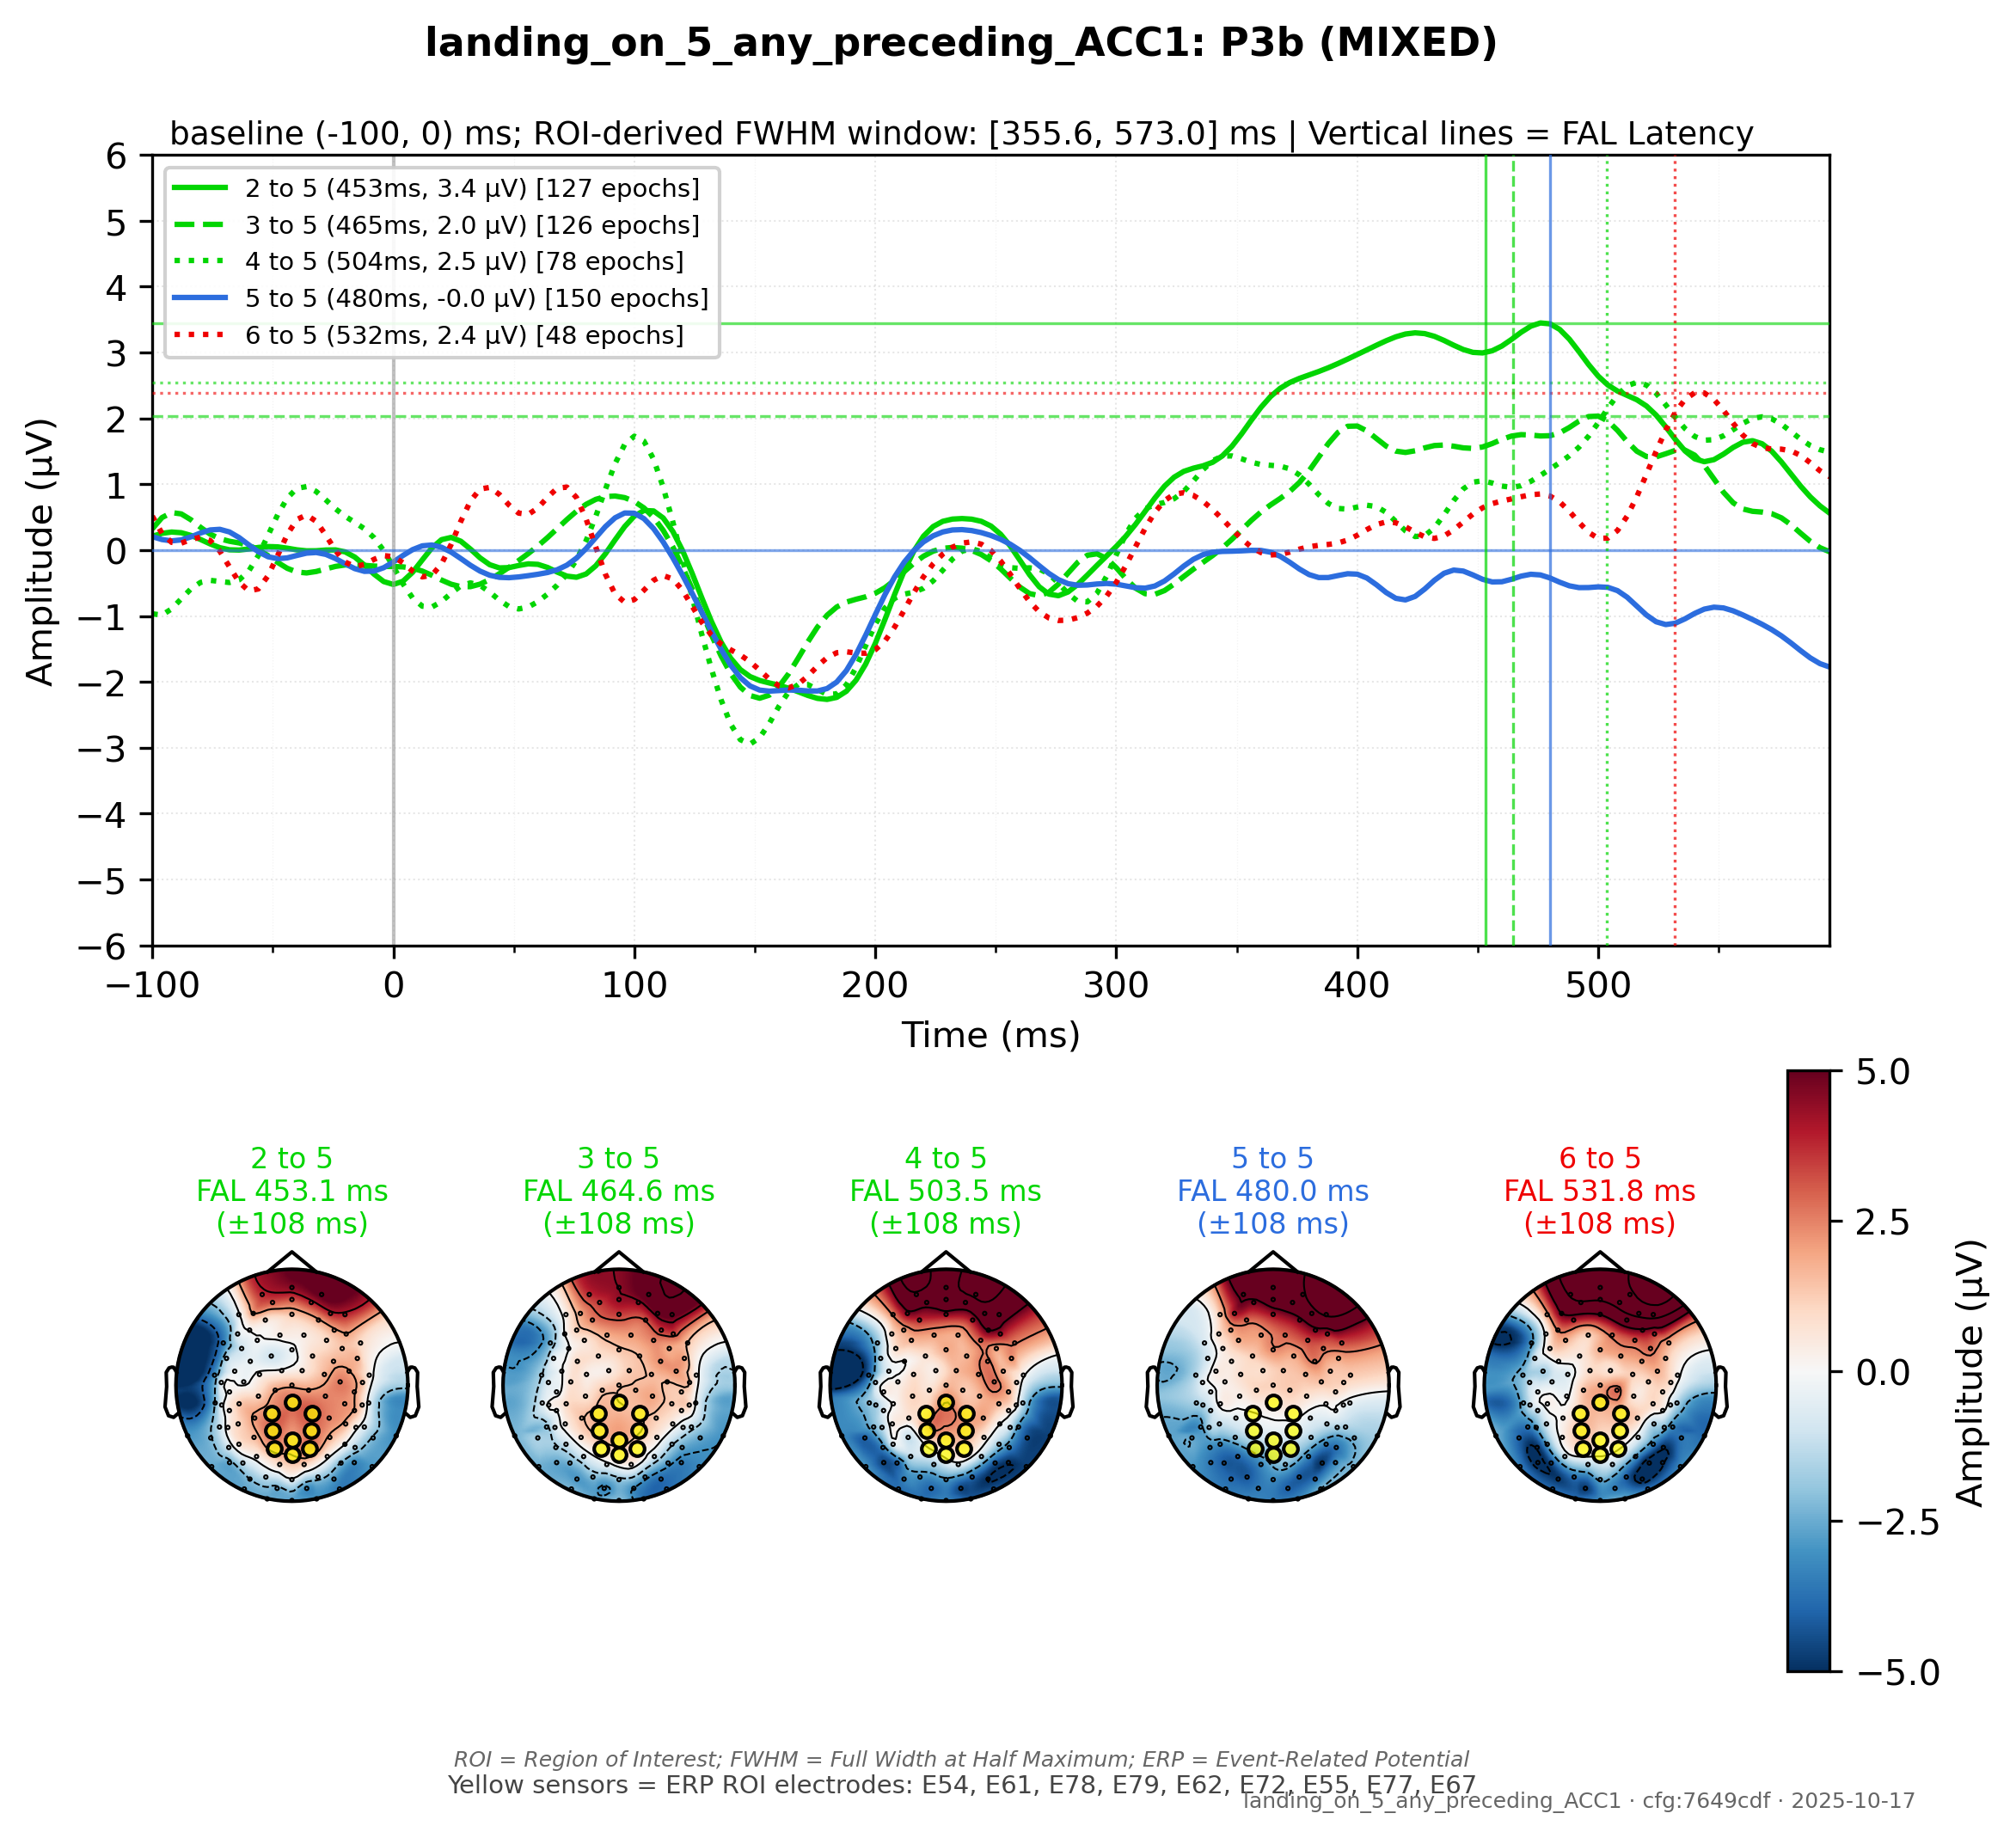 landing_on_5_any_preceding_ACC1: P3b (MIXED)
baseline (-100, 0) ms; ROI-derived FWHM window: [355.6, 573.0] ms | Vertical lines = FAL Latency
6
5
4
3
2
1
0
−1
−2
−3
−4
−5
−6
Amplitude (µV)
2 to 5 (453ms, 3.4 µV) [127 epochs]
3 to 5 (465ms, 2.0 µV) [126 epochs]
4 to 5 (504ms, 2.5 µV) [78 epochs]
5 to 5 (480ms, -0.0 µV) [150 epochs]
6 to 5 (532ms, 2.4 µV) [48 epochs]
−100 0 100 200 300 400 500
Time (ms)
2 to 5
FAL 453.1 ms
(±108 ms)
3 to 5
FAL 464.6 ms
(±108 ms)
4 to 5
FAL 503.5 ms
(±108 ms)
5 to 5
FAL 480.0 ms
(±108 ms)
6 to 5
FAL 531.8 ms
(±108 ms)
5.0
2.5
0.0
−2.5
−5.0
Amplitude (µV)
ROI = Region of Interest; FWHM = Full Width at Half Maximum; ERP = Event-Related Potential
Yellow sensors = ERP ROI electrodes: E54, E61, E78, E79, E62, E72, E55, E77, E67
landing_on_5_any_preceding_ACC1 · cfg:7649cdf · 2025-10-17